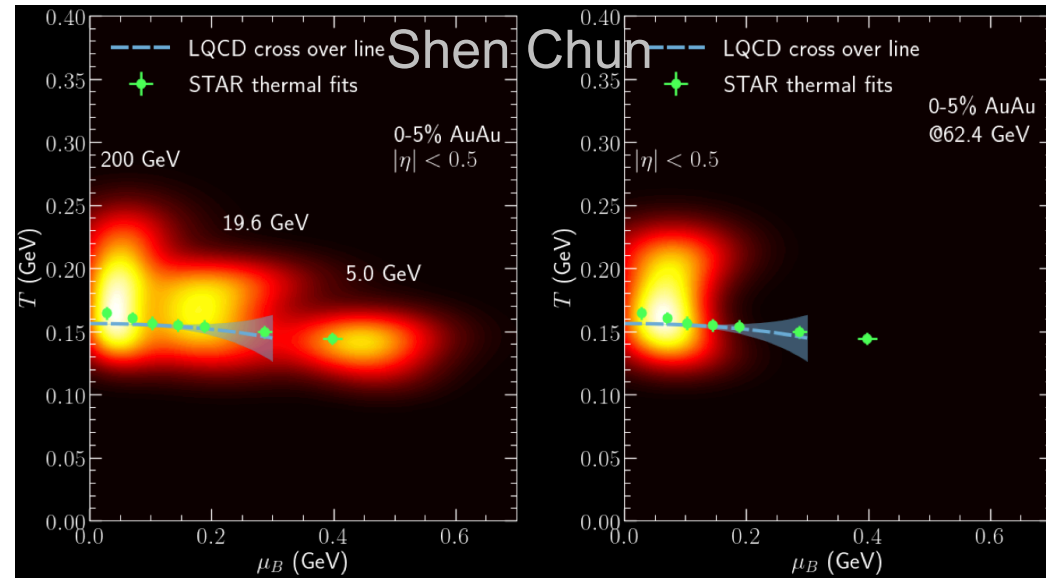 Shen Chun
0.40
0.35
0.30
0.25
0.20
0.15
0.10
0.05
0.00
T (GeV)
LQCD cross over line
STAR thermal fits
0-5% AuAu
|η| < 0.5
200 GeV
19.6 GeV
5.0 GeV
0.0 0.2 0.4 0.6
μB (GeV)
0.40
0.35
0.30
0.25
0.20
0.15
0.10
0.05
0.00
T (GeV)
LQCD cross over line
STAR thermal fits
0-5% AuAu
@62.4 GeV
|η| < 0.5
0.0 0.2 0.4 0.6
μB (GeV)